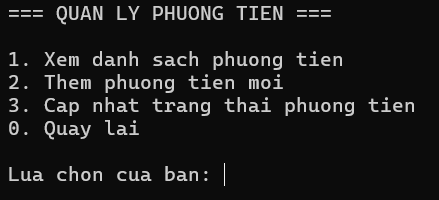 === QUAN LY PHUONG TIEN ===
1. Xem danh sach phuong tien
2. Them phuong tien moi
3. Cap nhat trang thai phuong tien
0. Quay lai
Lua chon cua ban: